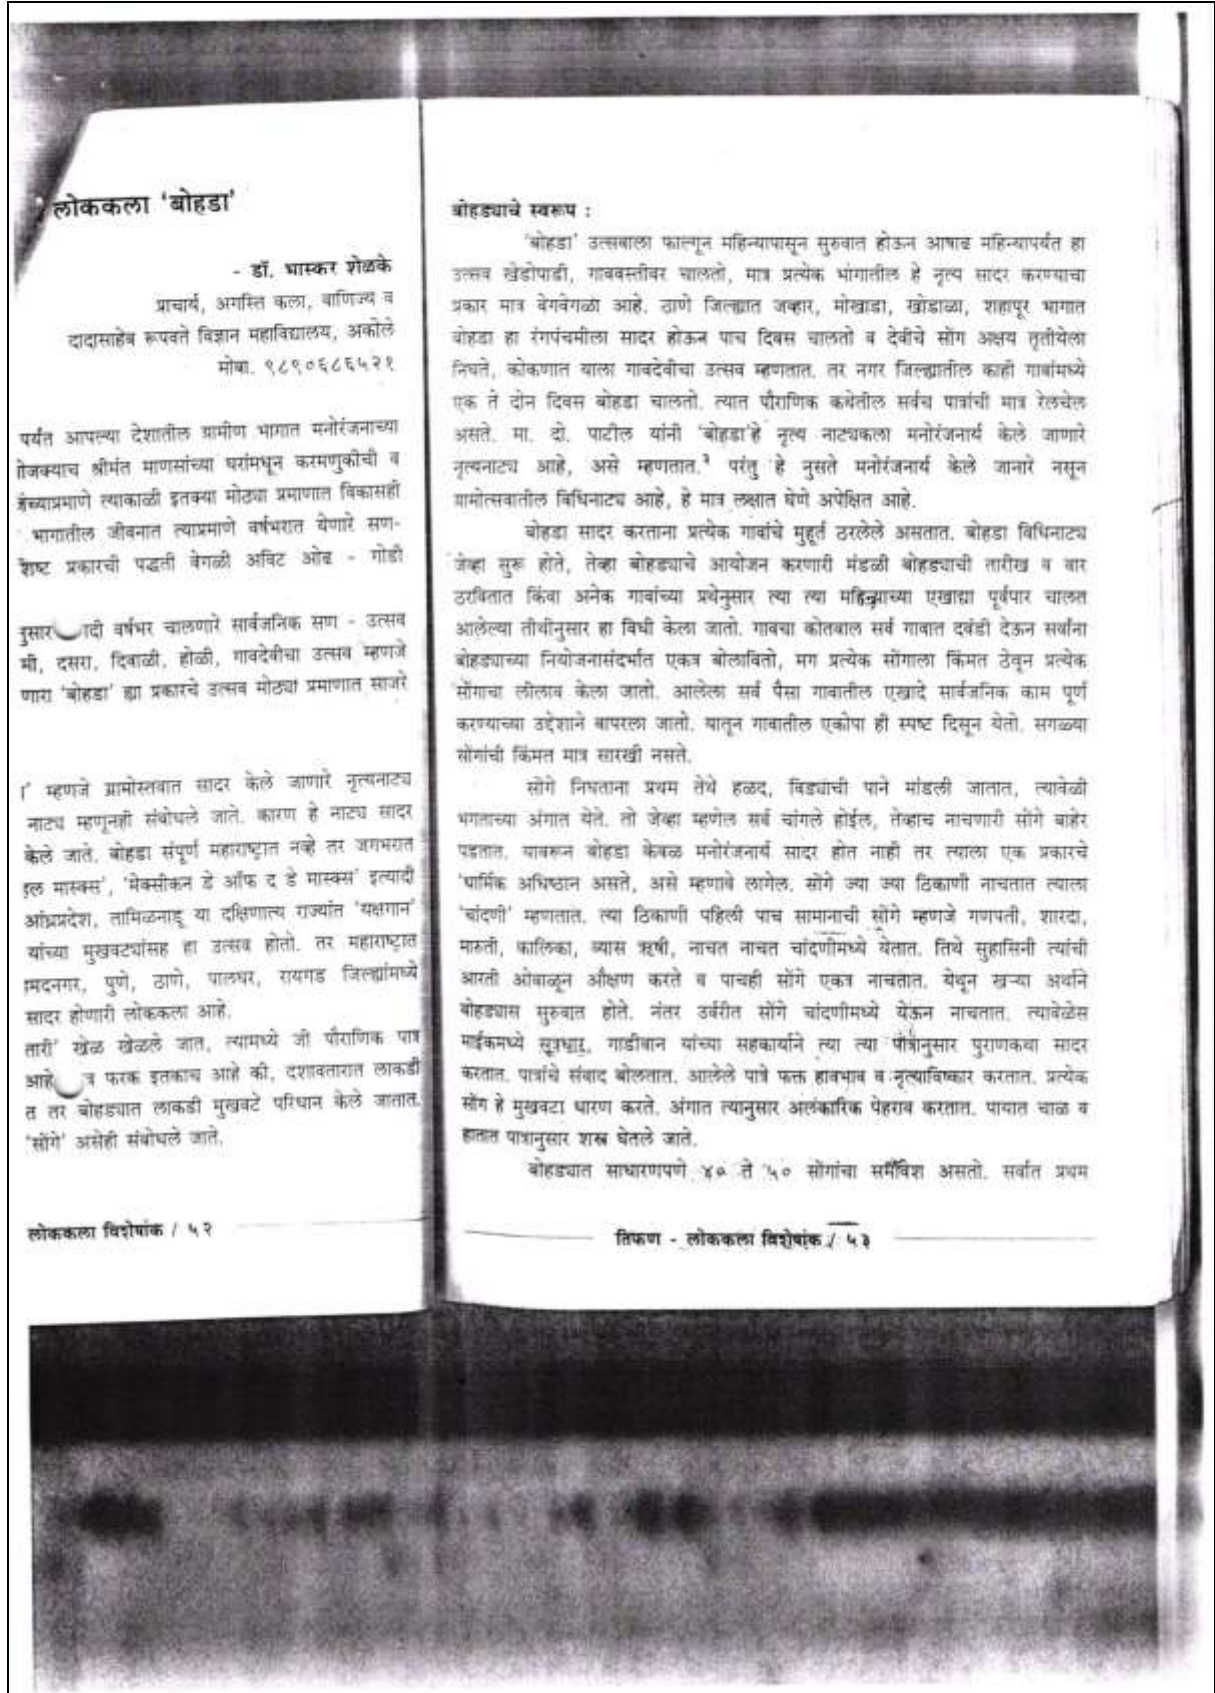 लोककला 'बोहडा'
- डॉ. भास्कर शेळके
प्राचार्य, अगस्ति कला, वाणिज्य व
दादासाहेब रूपवते विज्ञान महाविद्यालय, अकोले
मोबा. ९८९०६८६५२१
पर्यंत आपल्या देशातील ग्रामीण भागात मनोरंजनाच्या
ोजक्याच श्रीमंत माणसांच्या घरांमधून करमणुकीची व
हेच्याप्रमाणे त्याकाळी इतक्या मोठ्या प्रमाणात विकासही
भागातील जीवनात त्याप्रमाणे वर्षभरात येणारे सण-
शिष्ट प्रकारची पद्धती वेगळी अविट ओढ - गोडी
नुसार दी वर्षभर चालणारे सार्वजनिक सण - उत्सव
मी, दसरा, दिवाळी, होळी, गावदेवीचा उत्सव म्हणजे
णारा 'बोहडा' ह्या प्रकारचे उत्सव मोठ्या प्रमाणात साजरे
' म्हणजे ग्रामोस्तवात सादर केले जाणारे नृत्यनाट्य
नाट्य म्हणूनही संबोधले जाते. कारण हे नाट्य सादर
केले जाते. बोहडा संपूर्ण महाराष्ट्रात नव्हे तर जगभरात
इल मास्क्स', 'मेक्सीकन डे ऑफ द डे मास्क्स' इत्यादी
आंध्रप्रदेश, तामिळनाडू या दक्षिणात्य राज्यांत 'यक्षगान'
यांच्या मुखवट्यांसह हा उत्सव होतो. तर महाराष्ट्रात
मदनगर, पुणे, ठाणे, पालघर, रायगड जिल्ह्यांमध्ये
सादर होणारी लोककला आहे.
तारी' खेळ खेळले जात, त्यामध्ये जी पौराणिक पात्र
आहे त्र फरक इतकाच आहे की, दशावतारात लाकडी
त तर बोहड्यात लाकडी मुखवटे परिधान केले जातात.
'सोंगे' असेही संबोधले जाते.
लोककला विशेषांक / ५२
बोहड्याचे स्वरूप :
'बोहडा' उत्सवाला फाल्गून महिन्यापासून सुरुवात होऊन आषाढ महिन्यापर्यंत हा
उत्सव खेडोपाडी, गाववस्तीवर चालतो, मात्र प्रत्येक भागातील हे नृत्य सादर करण्याचा
प्रकार मात्र वेगवेगळा आहे. ठाणे जिल्ह्यात जव्हार, मोखाडा, खोडाळा, शहापूर भागात
बोहडा हा रंगपंचमीला सादर होऊन पाच दिवस चालतो व देवीचे सोंग अक्षय तृतीयेला
निघते, कोकणात याला गावदेवीचा उत्सव म्हणतात. तर नगर जिल्ह्यातील काही गावांमध्ये
एक ते दोन दिवस बोहडा चालतो. त्यात पौराणिक कथेतील सर्वच पात्रांची मात्र रेलचेल
असते. मा. दो. पाटील यांनी 'बोहडा'हे नृत्य नाट्यकला मनोरंजनार्थ केले जाणारे
नृत्यनाट्य आहे, असे म्हणतात.³ परंतु हे नुसते मनोरंजनार्थ केले जानारे नसून
ग्रामोत्सवातील विधिनाट्य आहे, हे मात्र लक्षात घेणे अपेक्षित आहे.
बोहडा सादर करताना प्रत्येक गावांचे मुहूर्त ठरलेले असतात. बोहडा विधिनाट्य
जेव्हा सुरू होते, तेव्हा बोहड्याचे आयोजन करणारी मंडळी बोहड्याची तारीख व वार
ठरवितात किंवा अनेक गावांच्या प्रथेनुसार त्या त्या महिन्याच्या एखाद्या पूर्वपार चालत
आलेल्या तीथीनुसार हा विधी केला जातो. गावचा कोतवाल सर्व गावात दवंडी देऊन सर्वांना
बोहड्याच्या नियोजनासंदर्भात एकत्र बोलावितो, मग प्रत्येक सोंगाला किंमत ठेवून प्रत्येक
सोंगाचा लीलाव केला जातो. आलेला सर्व पैसा गावातील एखादे सार्वजनिक काम पूर्ण
करण्याच्या उद्देशाने वापरला जातो. यातून गावातील एकोपा ही स्पष्ट दिसून येतो. सगळ्या
सोंगांची किंमत मात्र सारखी नसते.
सोंगे निघताना प्रथम तेथे हळद, विड्याची पाने मांडली जातात, त्यावेळी
भगताच्या अंगात येते. तो जेव्हा म्हणेल सर्व चांगले होईल, तेव्हाच नाचणारी सोंगे बाहेर
पडतात. यावरून बोहडा केवळ मनोरंजनार्थ सादर होत नाही तर त्याला एक प्रकारचे
धार्मिक अधिष्ठान असते, असे म्हणावे लागेल. सोंगे ज्या ज्या ठिकाणी नाचतात त्याला
'चांदणी' म्हणतात. त्या ठिकाणी पहिली पाच सामानाची सोंगे म्हणजे गणपती, शारदा,
मारुती, कालिका, व्यास ऋषी, नाचत नाचत चांदणीमध्ये येतात. तिथे सुहासिनी त्यांची
आरती ओवाळून औक्षण करते व पाचही सोंगे एकत्र नाचतात. येथून खऱ्या अर्थाने
बोहड्यास सुरुवात होते. नंतर उर्वरीत सोंगे चांदणीमध्ये येऊन नाचतात. त्यावेळेस
माईकमध्ये सूत्रधार, गाडीवान यांच्या सहकार्याने त्या त्या पात्रानुसार पुराणकथा सादर
करतात. पात्रांचे संवाद बोलतात. आलेले पात्रे फक्त हावभाव व नृत्याविष्कार करतात. प्रत्येक
सोंग हे मुखवटा धारण करते. अंगात त्यानुसार अलंकारिक पेहराव करतात. पायात चाळ व
हातात पात्रानुसार शस्त्र घेतले जाते.
बोहड्यात साधारणपणे ४० ते ५० सोंगांचा समावेश असतो. सर्वात प्रथम
तिफण - लोककला विशेषांक / ५३